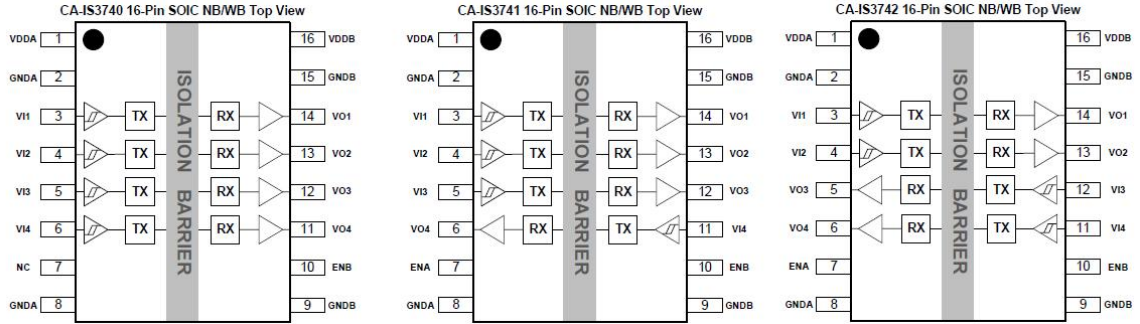 CA-IS3740 16-Pin SOIC NB/WB Top View
VDDA 1 16 VDDB
GNDA 2 15 GNDB
VI1 3 TX RX 14 VO1
VI2 4 TX RX 13 VO2
VI3 5 TX RX 12 VO3
VI4 6 TX RX 11 VO4
NC 7 10 ENB
GNDA 8 9 GNDB
ISOLATION BARRIER
CA-IS3741 16-Pin SOIC NB/WB Top View
VDDA 1 16 VDDB
GNDA 2 15 GNDB
VI1 3 TX RX 14 VO1
VI2 4 TX RX 13 VO2
VI3 5 TX RX 12 VO3
VO4 6 RX TX 11 VI4
ENA 7 10 ENB
GNDA 8 9 GNDB
ISOLATION BARRIER
CA-IS3742 16-Pin SOIC NB/WB Top View
VDDA 1 16 VDDB
GNDA 2 15 GNDB
VI1 3 TX RX 14 VO1
VI2 4 TX RX 13 VO2
VO3 5 RX TX 12 VI3
VO4 6 RX TX 11 VI4
ENA 7 10 ENB
GNDA 8 9 GNDB
ISOLATION BARRIER